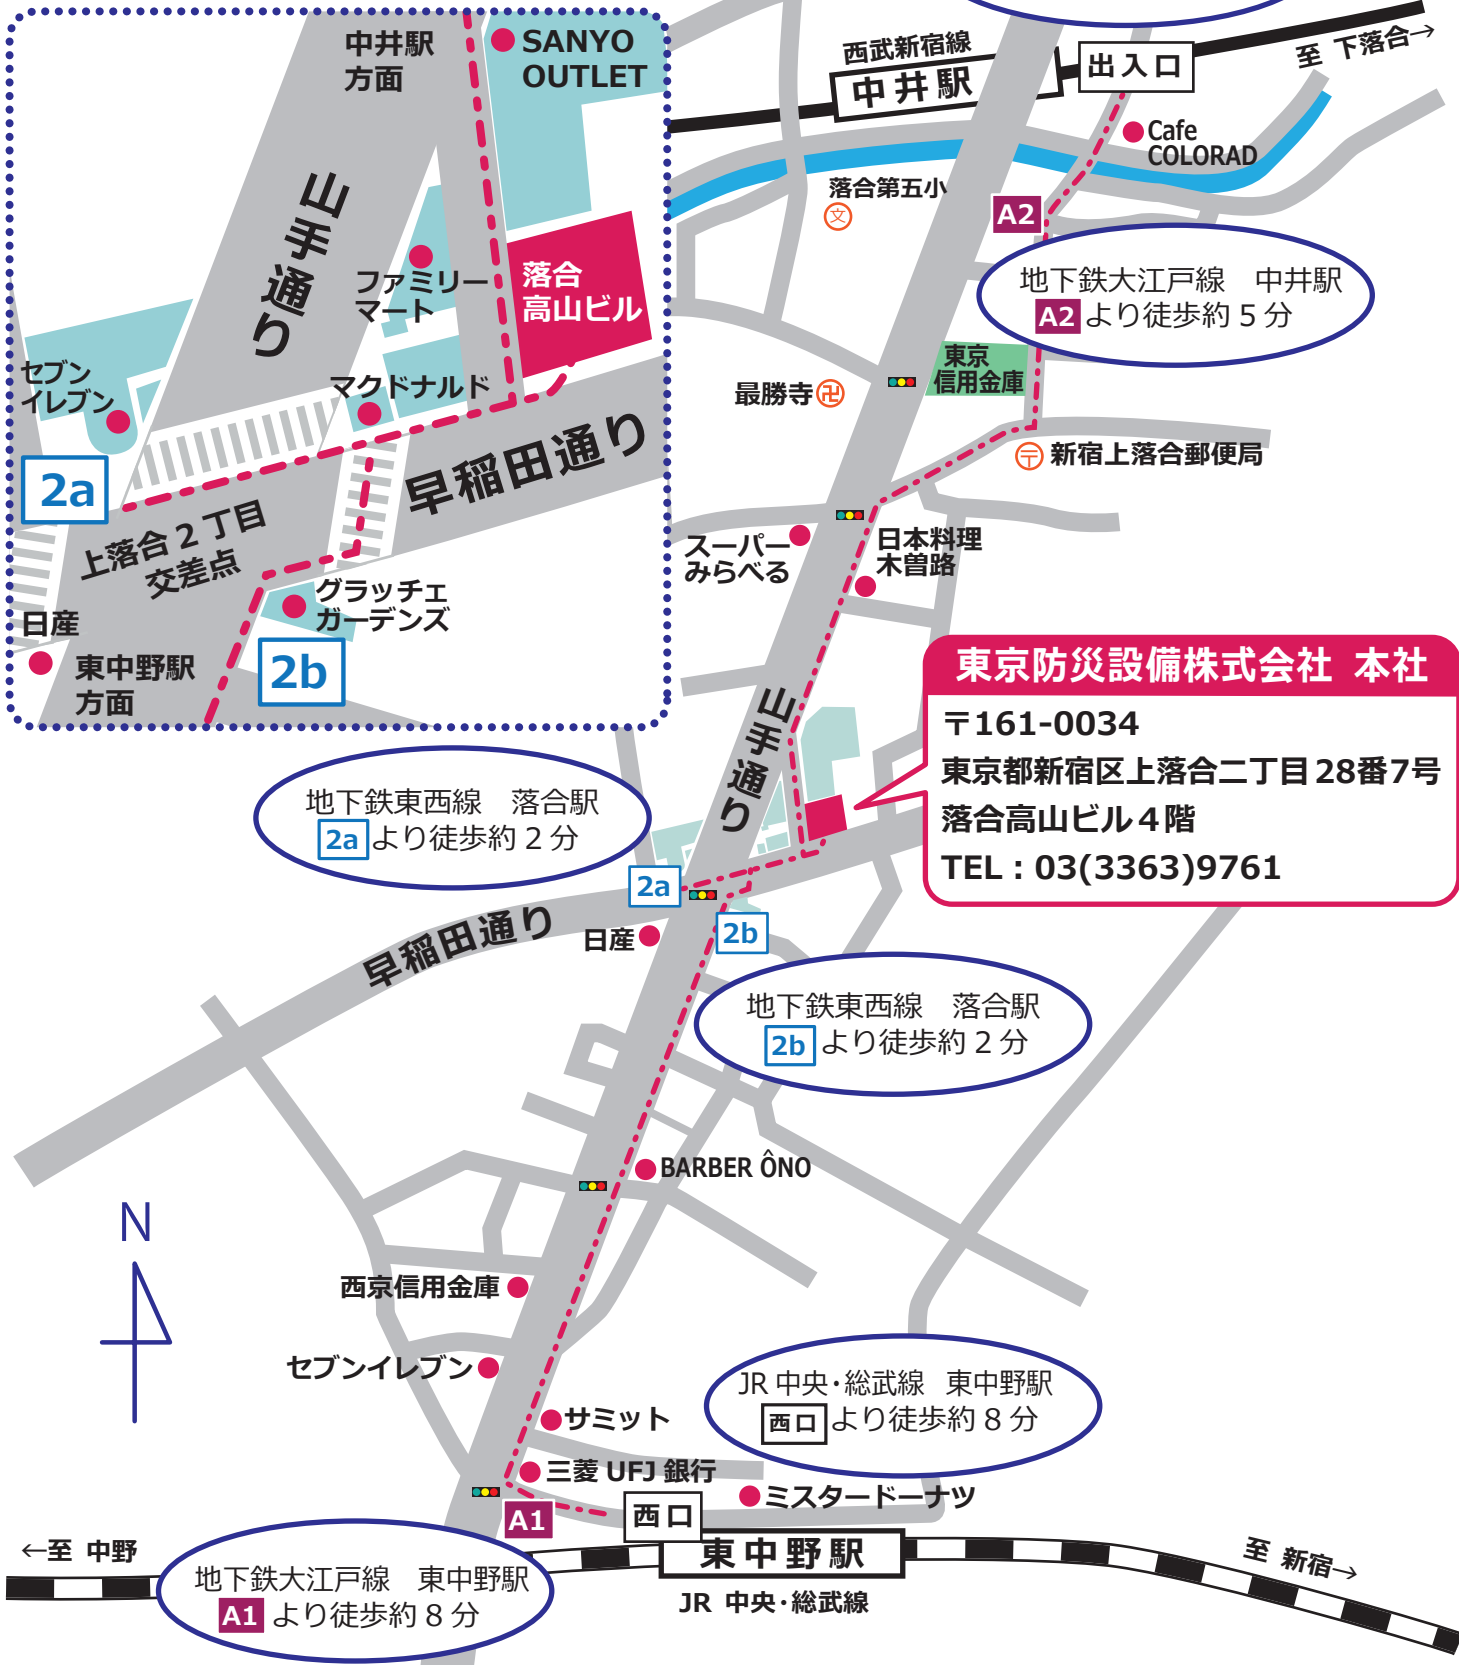 中井駅
方面
SANYO
OUTLET
山手通り
ファミリー
マート
落合
高山ビル
セブン
イレブン
マクドナルド
2a
早稲田通り
上落合2丁目
交差点
グラッチェ
ガーデンズ
日産
2b
東中野駅
方面
西武新宿線
中井駅
出入口
至 下落合→
Cafe
COLORAD
落合第五小
文
A2
地下鉄大江戸線 中井駅
A2より徒歩約5分
東京
信用金庫
最勝寺卍
〒新宿上落合郵便局
スーパー
みらべる
日本料理
木曽路
東京防災設備株式会社 本社
〒161-0034
東京都新宿区上落合二丁目28番7号
落合高山ビル4階
TEL : 03(3363)9761
山手通り
地下鉄東西線 落合駅
2aより徒歩約2分
2a
早稲田通り
日産
2b
地下鉄東西線 落合駅
2bより徒歩約2分
BARBER ÔNO
N
西京信用金庫
セブンイレブン
JR 中央・総武線 東中野駅
西口より徒歩約8分
サミット
三菱 UFJ 銀行
ミスタードーナツ
A1
西口
東中野駅
JR 中央・総武線
←至 中野
至 新宿→
地下鉄大江戸線 東中野駅
A1より徒歩約8分